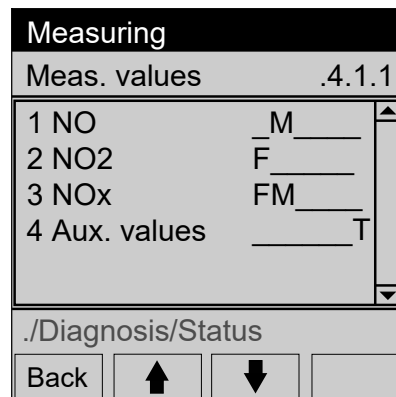 Measuring
Meas. values .4.1.1
1 NO _M____
2 NO2 F_____
3 NOx FM____
4 Aux. values ______T
./Diagnosis/Status
Back